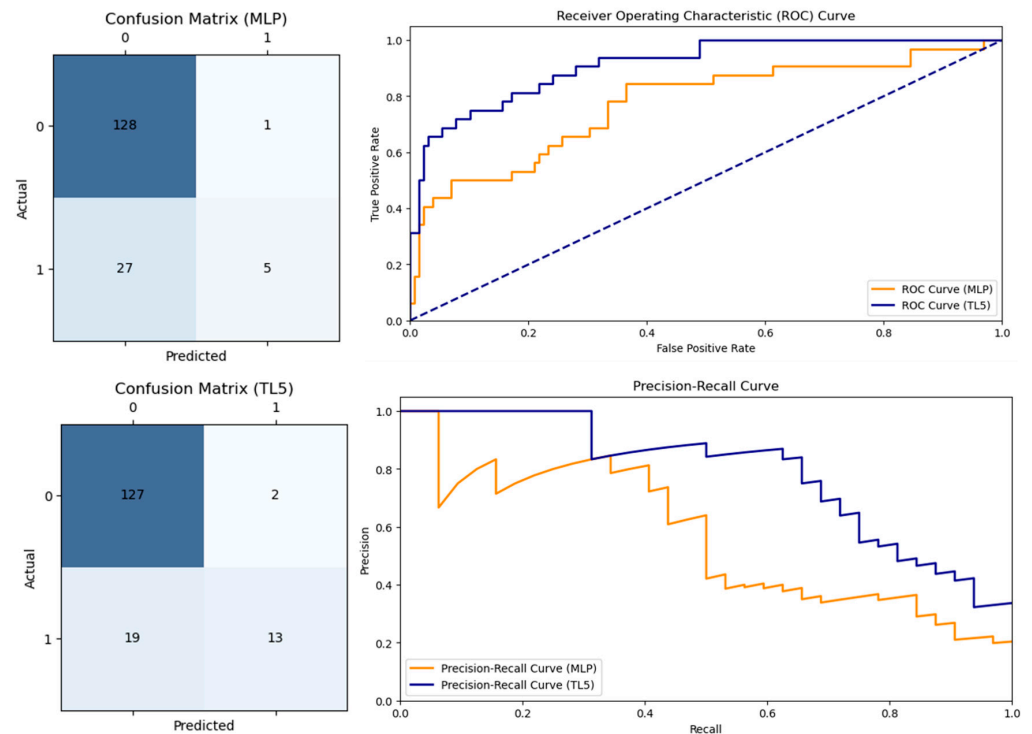 Confusion Matrix (MLP)
0 1
0 128 1
1 27 5
Actual
Predicted
Receiver Operating Characteristic (ROC) Curve
1.0
0.8
0.6
0.4
0.2
0.0
True Positive Rate
ROC Curve (MLP)
ROC Curve (TL5)
0.0 0.2 0.4 0.6 0.8 1.0
False Positive Rate
Confusion Matrix (TL5)
0 1
0 127 2
1 19 13
Actual
Predicted
Precision-Recall Curve
1.0
0.8
0.6
0.4
0.2
0.0
Precision
Precision-Recall Curve (MLP)
Precision-Recall Curve (TL5)
0.0 0.2 0.4 0.6 0.8 1.0
Recall